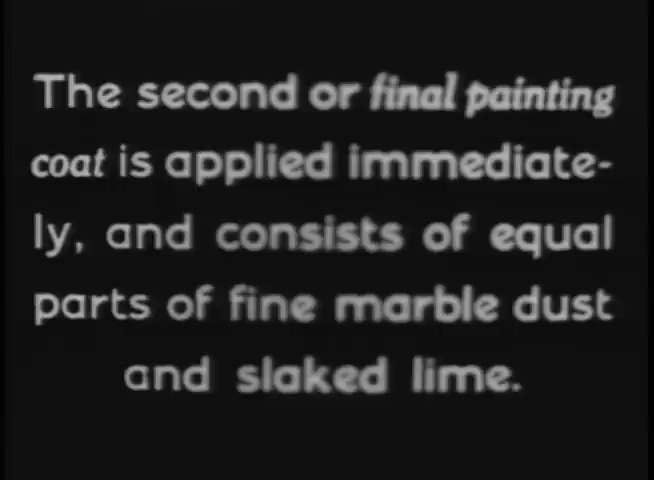 The second or final painting
coat is applied immediate-
ly, and consists of equal
parts of fine marble dust
and slaked lime.